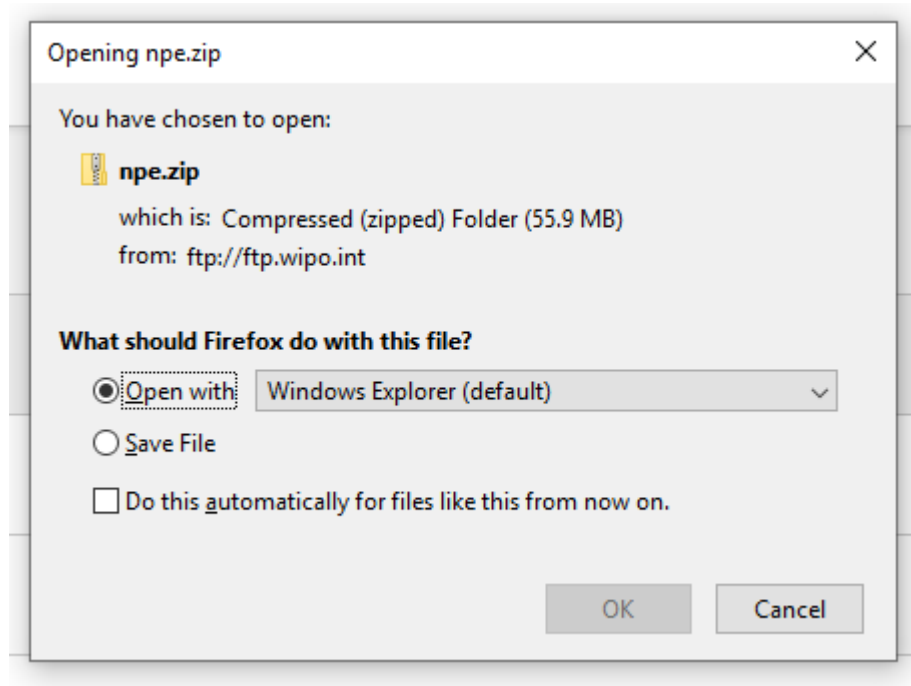 Opening npe.zip
You have chosen to open:
npe.zip
which is: Compressed (zipped) Folder (55.9 MB)
from: ftp://ftp.wipo.int
What should Firefox do with this file?
Open with Windows Explorer (default)
Save File
Do this automatically for files like this from now on.
OK Cancel